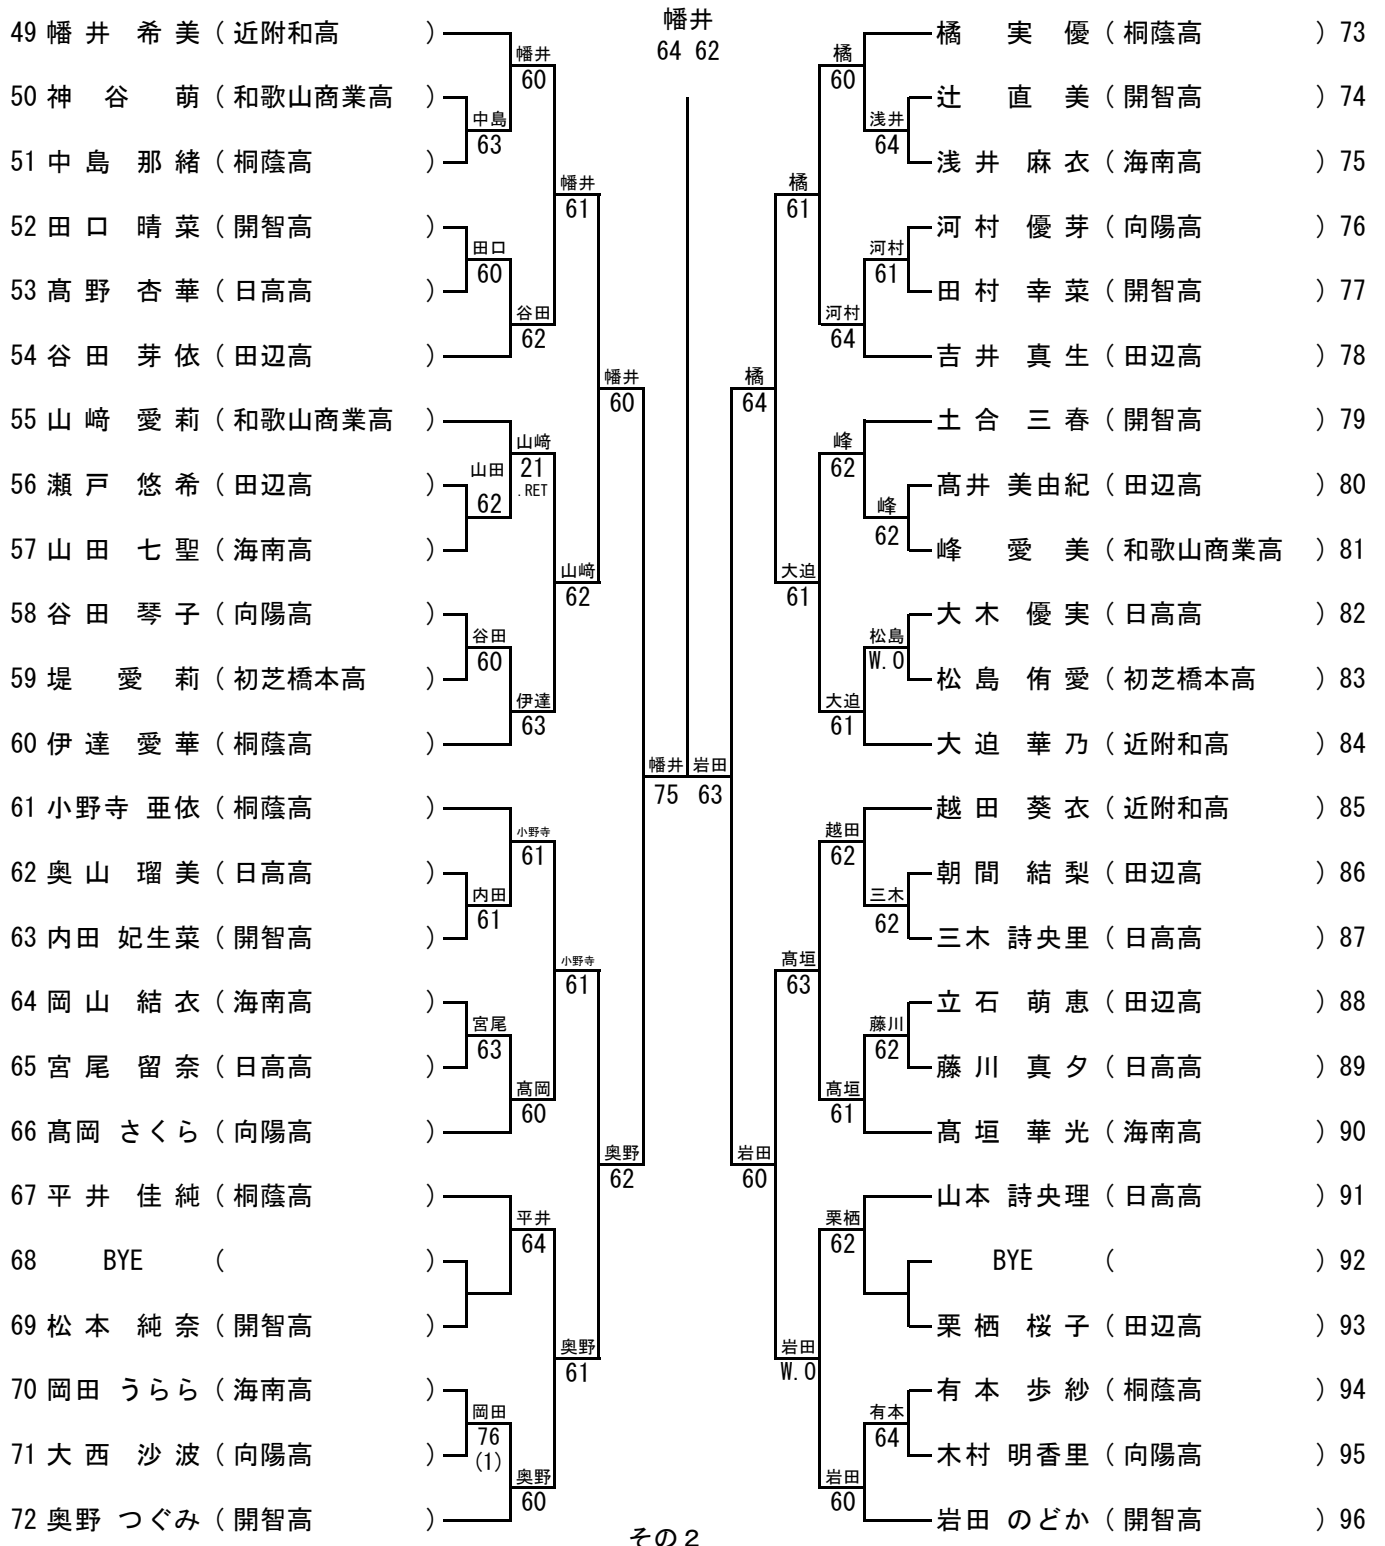 幡井
64 62
49 幡井 希美 ( 近附和高 )
50 神谷 萌 ( 和歌山商業高 )
51 中島 那緒 ( 桐蔭高 )
52 田口 晴菜 ( 開智高 )
53 髙野 杏華 ( 日高高 )
54 谷田 芽依 ( 田辺高 )
55 山﨑 愛莉 ( 和歌山商業高 )
56 瀬戸 悠希 ( 田辺高 )
57 山田 七聖 ( 海南高 )
58 谷田 琴子 ( 向陽高 )
59 堤 愛莉 ( 初芝橋本高 )
60 伊達 愛華 ( 桐蔭高 )
61 小野寺 亜依 ( 桐蔭高 )
62 奥山 瑠美 ( 日高高 )
63 内田 妃生菜 ( 開智高 )
64 岡山 結衣 ( 海南高 )
65 宮尾 留奈 ( 日高高 )
66 髙岡 さくら ( 向陽高 )
67 平井 佳純 ( 桐蔭高 )
68 BYE ( )
69 松本 純奈 ( 開智高 )
70 岡田 うらら ( 海南高 )
71 大西 沙波 ( 向陽高 )
72 奥野 つぐみ ( 開智高 )
中島
63
田口
60
山田
62
谷田
60
内田
61
宮尾
63
岡田
76
(1)
幡井
60
谷田
62
山﨑
21
.RET
伊達
63
小野寺
61
髙岡
60
平井
64
奥野
60
幡井
61
山﨑
62
小野寺
61
奥野
61
幡井
60
奥野
62
幡井
75
岩田
63
橘
64
岩田
60
橘
61
大迫
61
髙垣
63
岩田
W.O
橘
60
河村
64
峰
62
大迫
61
越田
62
髙垣
61
栗栖
62
岩田
60
浅井
64
河村
61
峰
62
松島
W.O
三木
62
藤川
62
有本
64
橘 実優 ( 桐蔭高 ) 73
辻 直美 ( 開智高 ) 74
浅井 麻衣 ( 海南高 ) 75
河村 優芽 ( 向陽高 ) 76
田村 幸菜 ( 開智高 ) 77
吉井 真生 ( 田辺高 ) 78
土合 三春 ( 開智高 ) 79
髙井 美由紀 ( 田辺高 ) 80
峰 愛美 ( 和歌山商業高 ) 81
大木 優実 ( 日高高 ) 82
松島 侑愛 ( 初芝橋本高 ) 83
大迫 華乃 ( 近附和高 ) 84
越田 葵衣 ( 近附和高 ) 85
朝間 結梨 ( 田辺高 ) 86
三木 詩央里 ( 日高高 ) 87
立石 萌恵 ( 田辺高 ) 88
藤川 真夕 ( 日高高 ) 89
髙垣 華光 ( 海南高 ) 90
山本 詩央理 ( 日高高 ) 91
BYE ( ) 92
栗栖 桜子 ( 田辺高 ) 93
有本 歩紗 ( 桐蔭高 ) 94
木村 明香里 ( 向陽高 ) 95
岩田 のどか ( 開智高 ) 96
その2